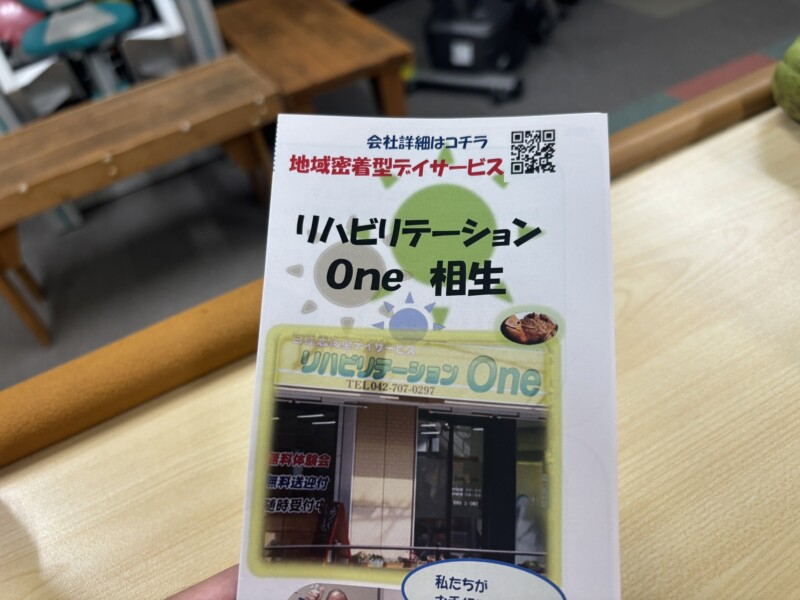 会社詳細はコチラ
地域密着型デイサービス
リハビリテーション
One 相生
リハビリテーション One
TEL042-707-0297
無料体験会
無料送迎付
随時受付中
私たちが